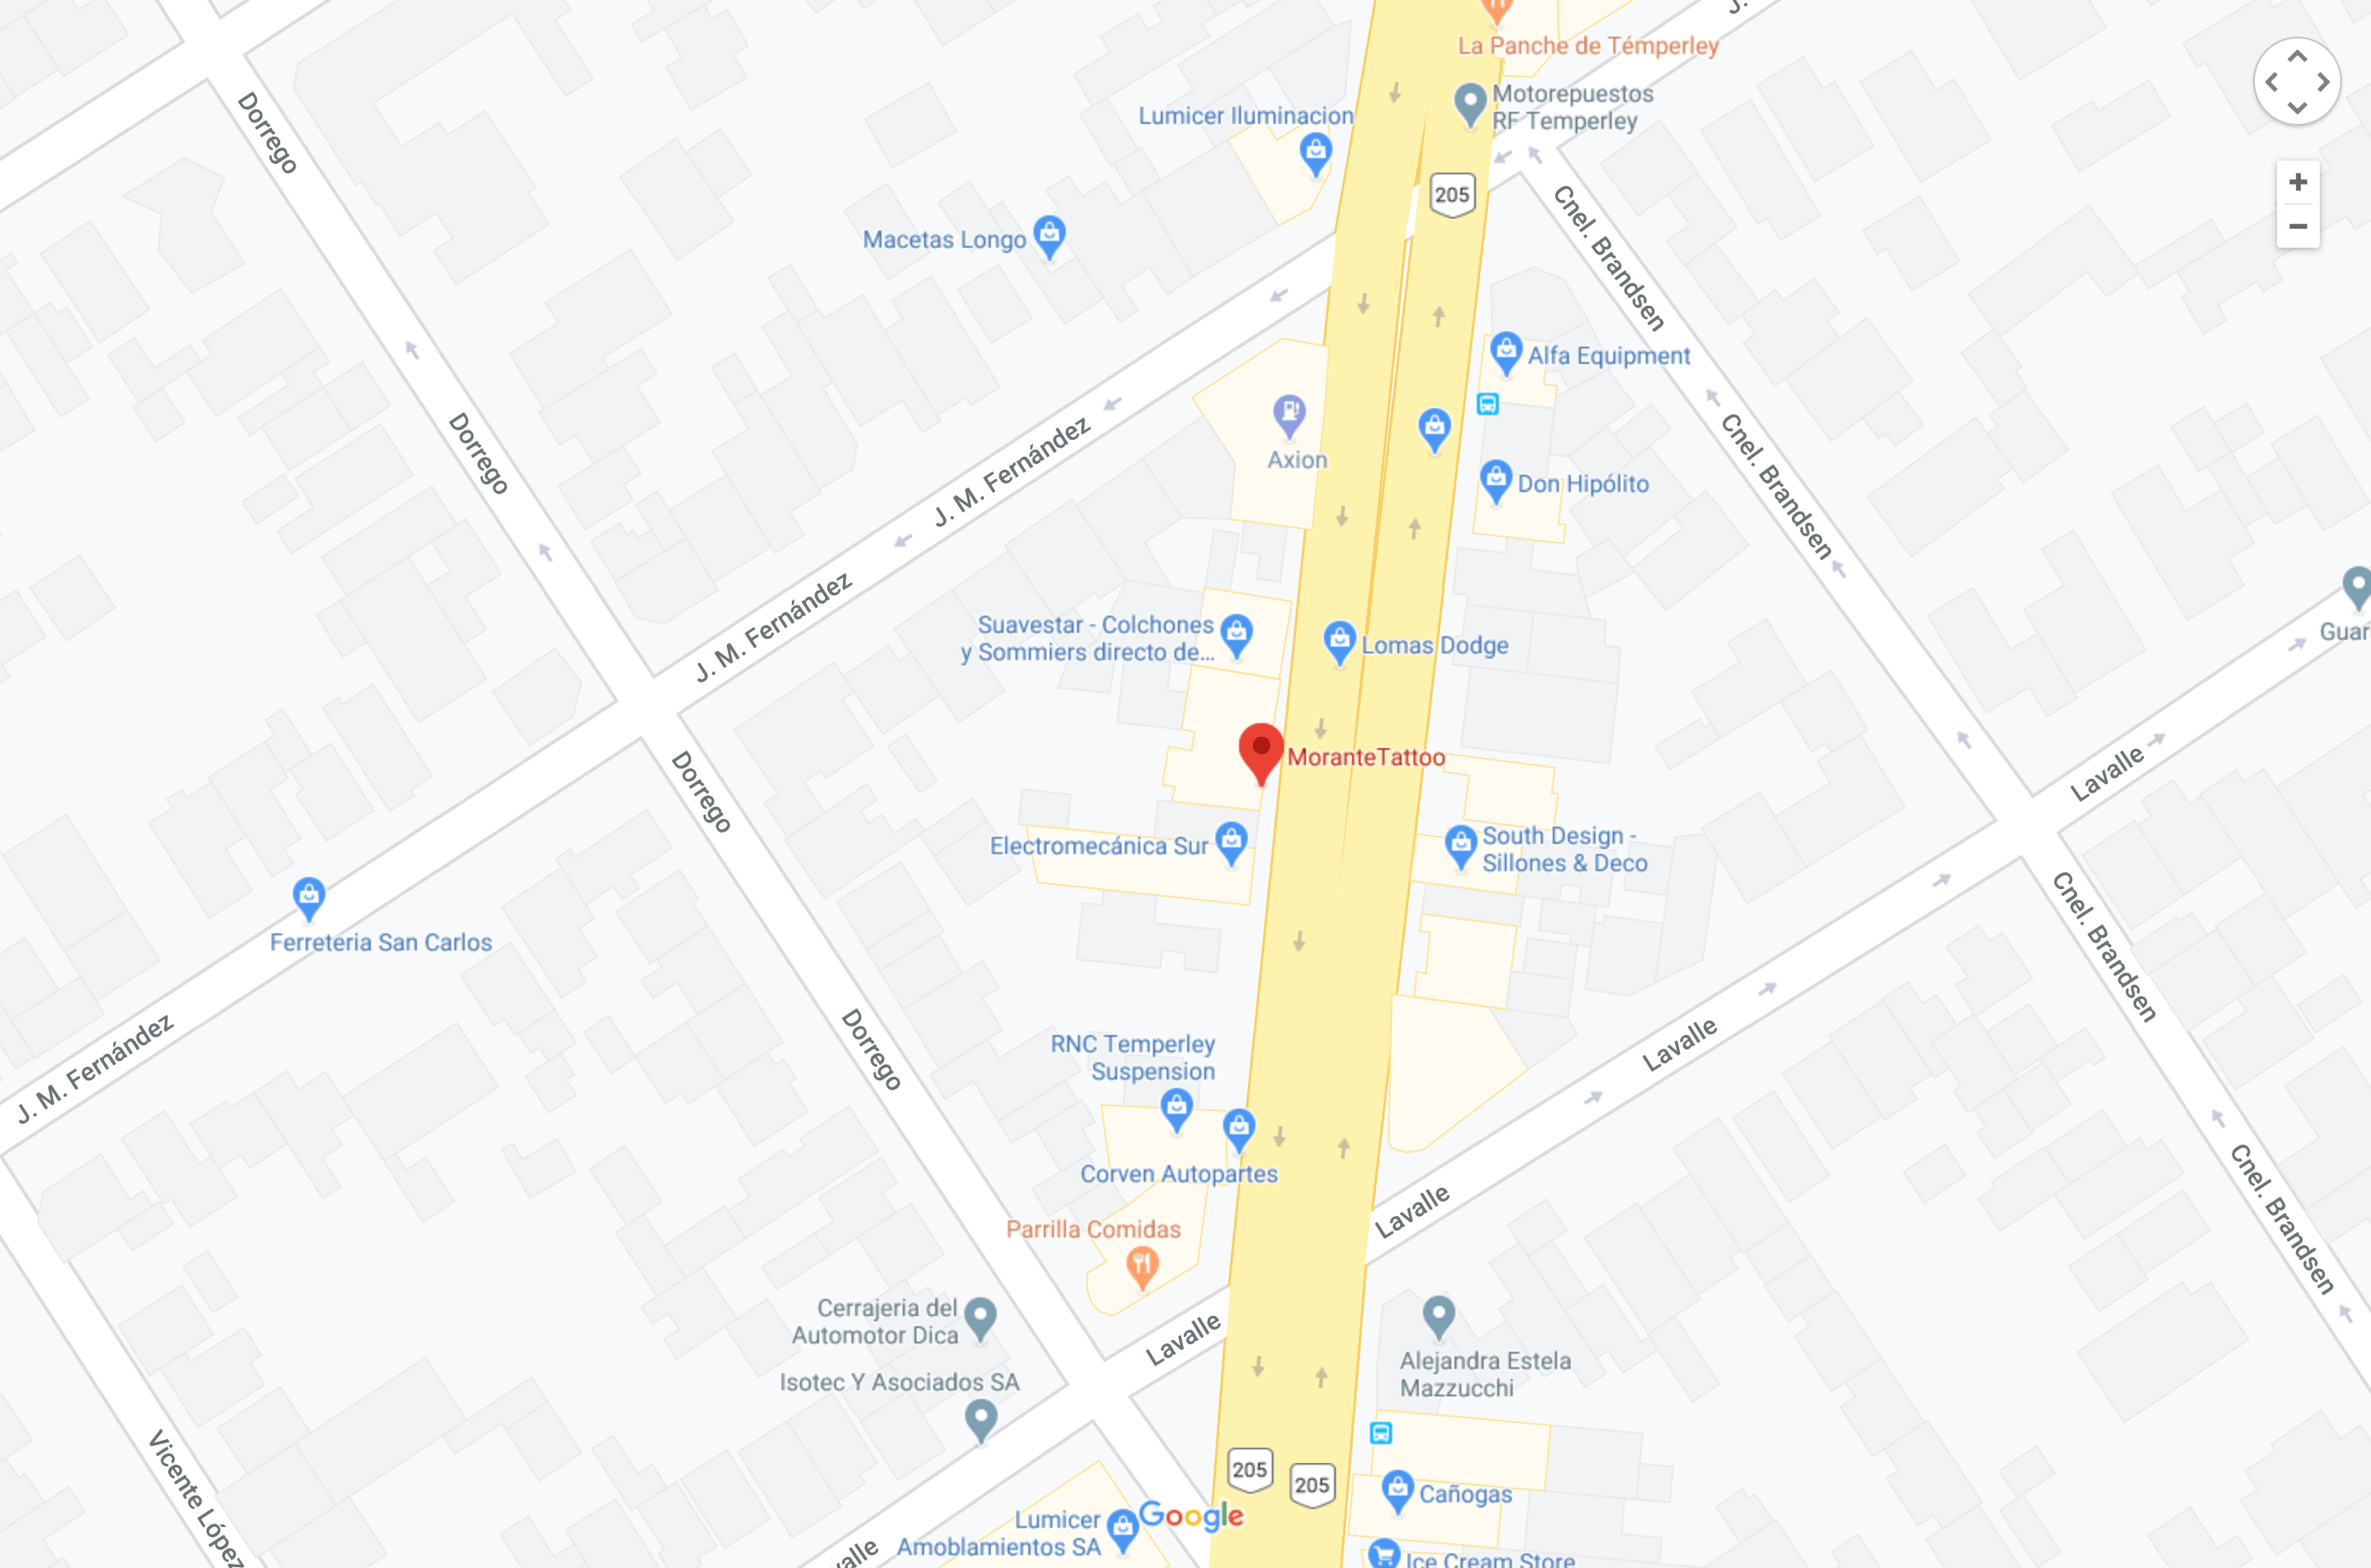 J.
La Panche de Témperley
Motorepuestos
RF Temperley
Lumicer Iluminacion
Dorrego
205
Macetas Longo
Cnel. Brandsen
Alfa Equipment
J. M. Fernández
Axion
Don Hipólito
Dorrego
Cnel. Brandsen
J. M. Fernández
Suavestar - Colchones
y Sommiers directo de...
Lomas Dodge
Guar
MoranteTattoo
Dorrego
Lavalle
Electromecánica Sur
South Design -
Sillones & Deco
Ferreteria San Carlos
Cnel. Brandsen
J. M. Fernández
Dorrego
RNC Temperley
Suspension
Lavalle
Corven Autopartes
Lavalle
Parrilla Comidas
Cnel. Brandsen
Cerrajeria del
Automotor Dica
Lavalle
Isotec Y Asociados SA
Alejandra Estela
Mazzucchi
Vicente López
205
205
Cañogas
Google
Lumicer
Amoblamientos SA
valle
Ice Cream Store